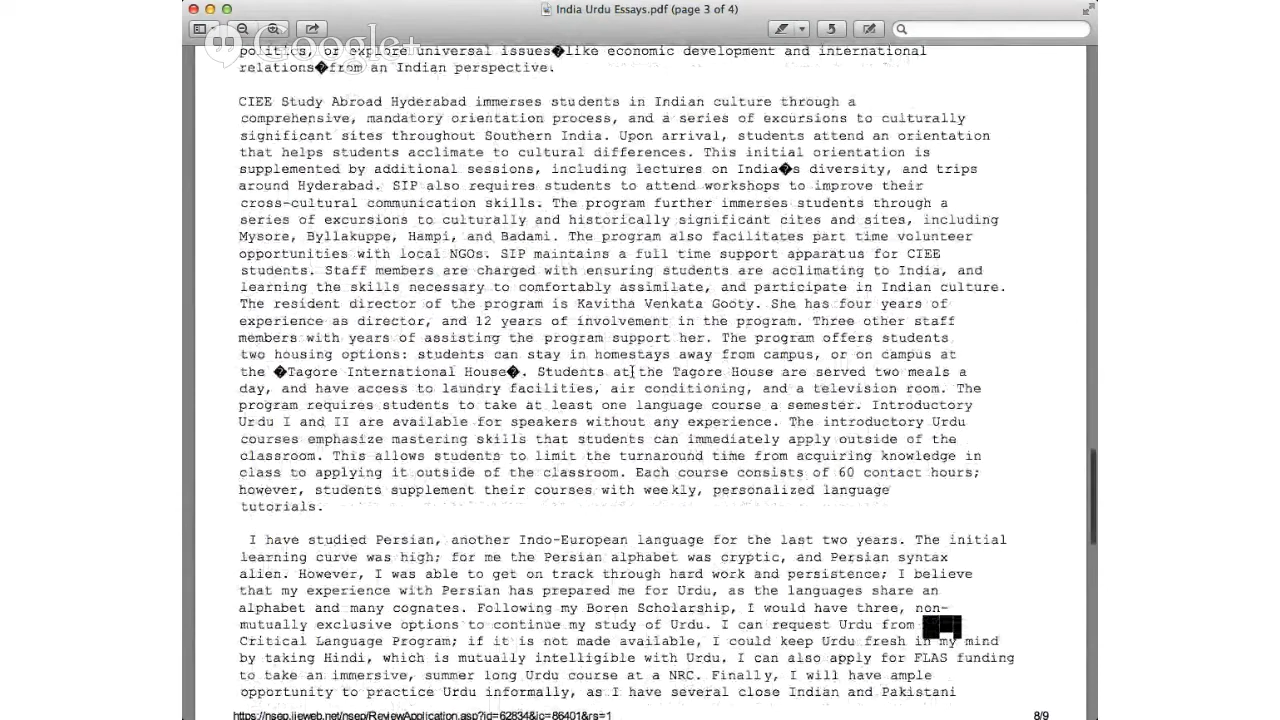 India Urdu Essays.pdf (page 3 of 4)
Google+
politics, or explore universal issues�like economic development and international
relations�from an Indian perspective.
CIEE Study Abroad Hyderabad immerses students in Indian culture through a
comprehensive, mandatory orientation process, and a series of excursions to culturally
significant sites throughout Southern India. Upon arrival, students attend an orientation
that helps students acclimate to cultural differences. This initial orientation is
supplemented by additional sessions, including lectures on India�s diversity, and trips
around Hyderabad. SIP also requires students to attend workshops to improve their
cross-cultural communication skills. The program further immerses students through a
series of excursions to culturally and historically significant cites and sites, including
Mysore, Byllakuppe, Hampi, and Badami. The program also facilitates part time volunteer
opportunities with local NGOs. SIP maintains a full time support apparatus for CIEE
students. Staff members are charged with ensuring students are acclimating to India, and
learning the skills necessary to comfortably assimilate, and participate in Indian culture.
The resident director of the program is Kavitha Venkata Gooty. She has four years of
experience as director, and 12 years of involvement in the program. Three other staff
members with years of assisting the program support her. The program offers students
two housing options: students can stay in homestays away from campus, or on campus at
the �Tagore International House�. Students at the Tagore House are served two meals a
day, and have access to laundry facilities, air conditioning, and a television room. The
program requires students to take at least one language course a semester. Introductory
Urdu I and II are available for speakers without any experience. The introductory Urdu
courses emphasize mastering skills that students can immediately apply outside of the
classroom. This allows students to limit the turnaround time from acquiring knowledge in
class to applying it outside of the classroom. Each course consists of 60 contact hours;
however, students supplement their courses with weekly, personalized language
tutorials.
I have studied Persian, another Indo-European language for the last two years. The initial
learning curve was high; for me the Persian alphabet was cryptic, and Persian syntax
alien. However, I was able to get on track through hard work and persistence; I believe
that my experience with Persian has prepared me for Urdu, as the languages share an
alphabet and many cognates. Following my Boren Scholarship, I would have three, non-
mutually exclusive options to continue my study of Urdu. I can request Urdu from
Critical Language Program; if it is not made available, I could keep Urdu fresh in my mind
by taking Hindi, which is mutually intelligible with Urdu. I can also apply for FLAS funding
to take an immersive, summer long Urdu course at a NRC. Finally, I will have ample
opportunity to practice Urdu informally, as I have several close Indian and Pakistani
https://nsep.iieweb.net/nsep/ReviewApplication.asp?id=62834&ic=86401&rs=1 8/9